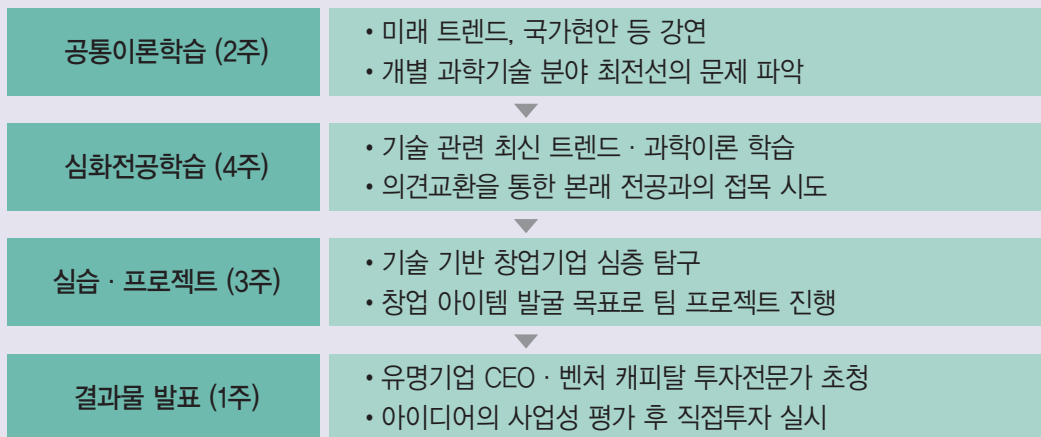 공통이론학습 (2주)
• 미래 트렌드, 국가현안 등 강연
• 개별 과학기술 분야 최전선의 문제 파악
심화전공학습 (4주)
• 기술 관련 최신 트렌드 · 과학이론 학습
• 의견교환을 통한 본래 전공과의 접목 시도
실습 · 프로젝트 (3주)
• 기술 기반 창업기업 심층 탐구
• 창업 아이템 발굴 목표로 팀 프로젝트 진행
결과물 발표 (1주)
• 유명기업 CEO · 벤처 캐피탈 투자전문가 초청
• 아이디어의 사업성 평가 후 직접투자 실시